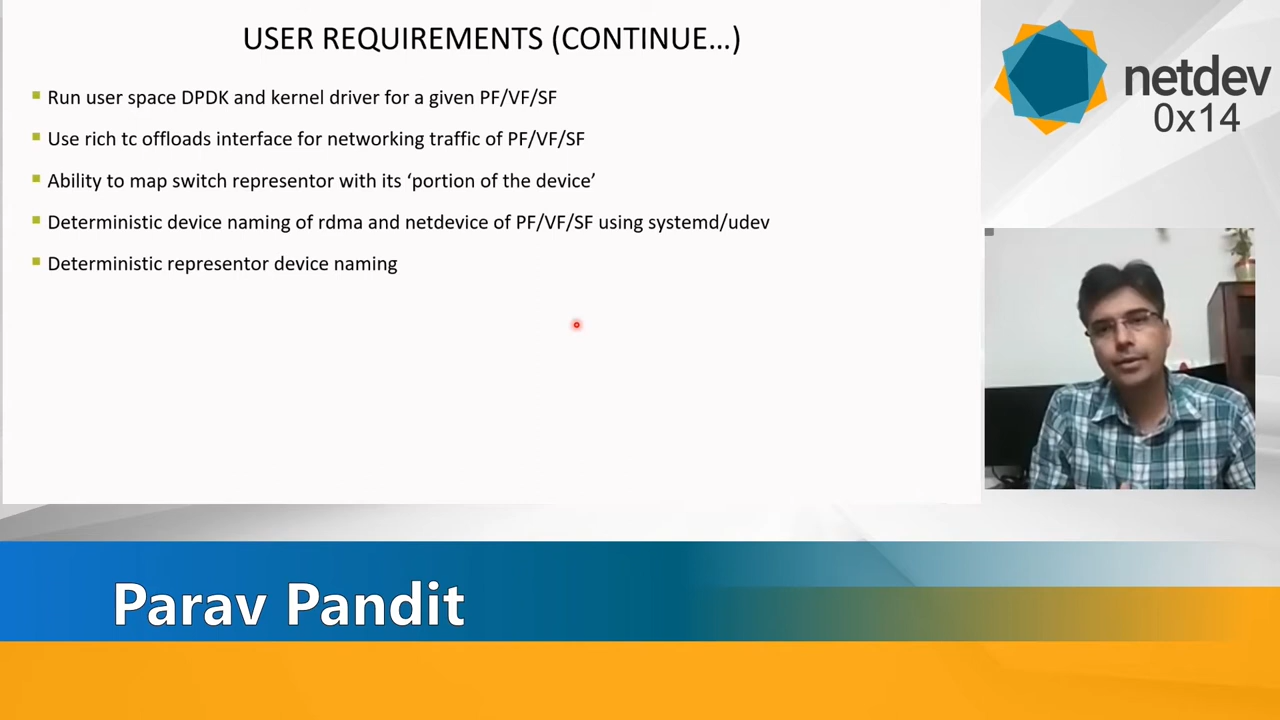 USER REQUIREMENTS (CONTINUE...)
Run user space DPDK and kernel driver for a given PF/VF/SF
Use rich tc offloads interface for networking traffic of PF/VF/SF
Ability to map switch representor with its ‘portion of the device’
Deterministic device naming of rdma and netdevice of PF/VF/SF using systemd/udev
Deterministic representor device naming
netdev
0x14
Parav Pandit